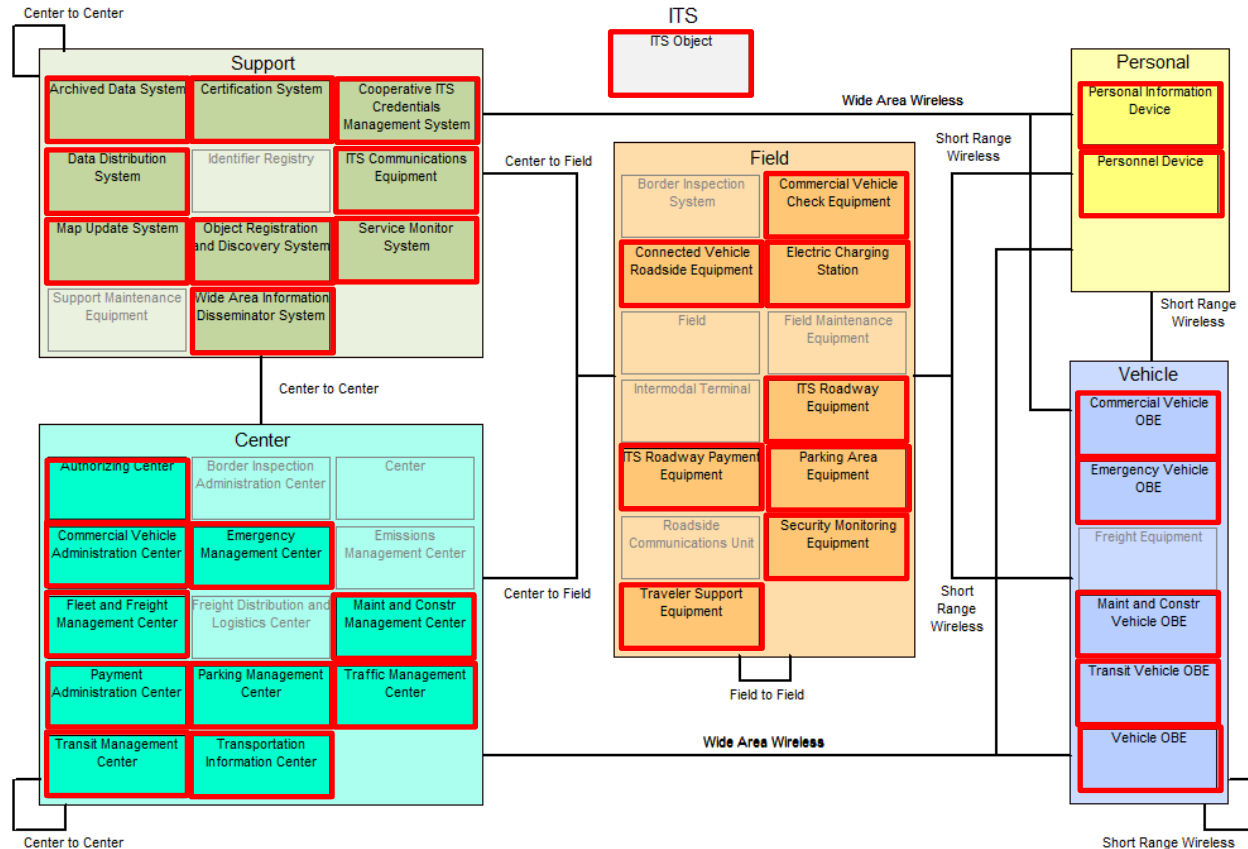 Center to Center
ITS
ITS Object
Support
Archived Data System
Certification System
Cooperative ITS
Credentials
Management System
Data Distribution
System
Identifier Registry
ITS Communications
Equipment
Map Update System
Object Registration
and Discovery System
Service Monitor
System
Support Maintenance
Equipment
Wide Area Information
Disseminator System
Center to Center
Center
Authorizing Center
Border Inspection
Administration Center
Center
Commercial Vehicle
Administration Center
Emergency
Management Center
Emissions
Management Center
Fleet and Freight
Management Center
Freight Distribution and
Logistics Center
Maint and Constr
Management Center
Payment
Administration Center
Parking Management
Center
Traffic Management
Center
Transit Management
Center
Transportation
Information Center
Center to Center
Wide Area Wireless
Center to Field
Center to Field
Wide Area Wireless
Field
Border Inspection
System
Commercial Vehicle
Check Equipment
Connected Vehicle
Roadside Equipment
Electric Charging
Station
Field
Field Maintenance
Equipment
Intermodal Terminal
ITS Roadway
Equipment
ITS Roadway Payment
Equipment
Parking Area
Equipment
Roadside
Communications Unit
Security Monitoring
Equipment
Traveler Support
Equipment
Field to Field
Short Range
Wireless
Short
Range
Wireless
Personal
Personal Information
Device
Personnel Device
Short Range
Wireless
Vehicle
Commercial Vehicle
OBE
Emergency Vehicle
OBE
Freight Equipment
Maint and Constr
Vehicle OBE
Transit Vehicle OBE
Vehicle OBE
Short Range Wireless